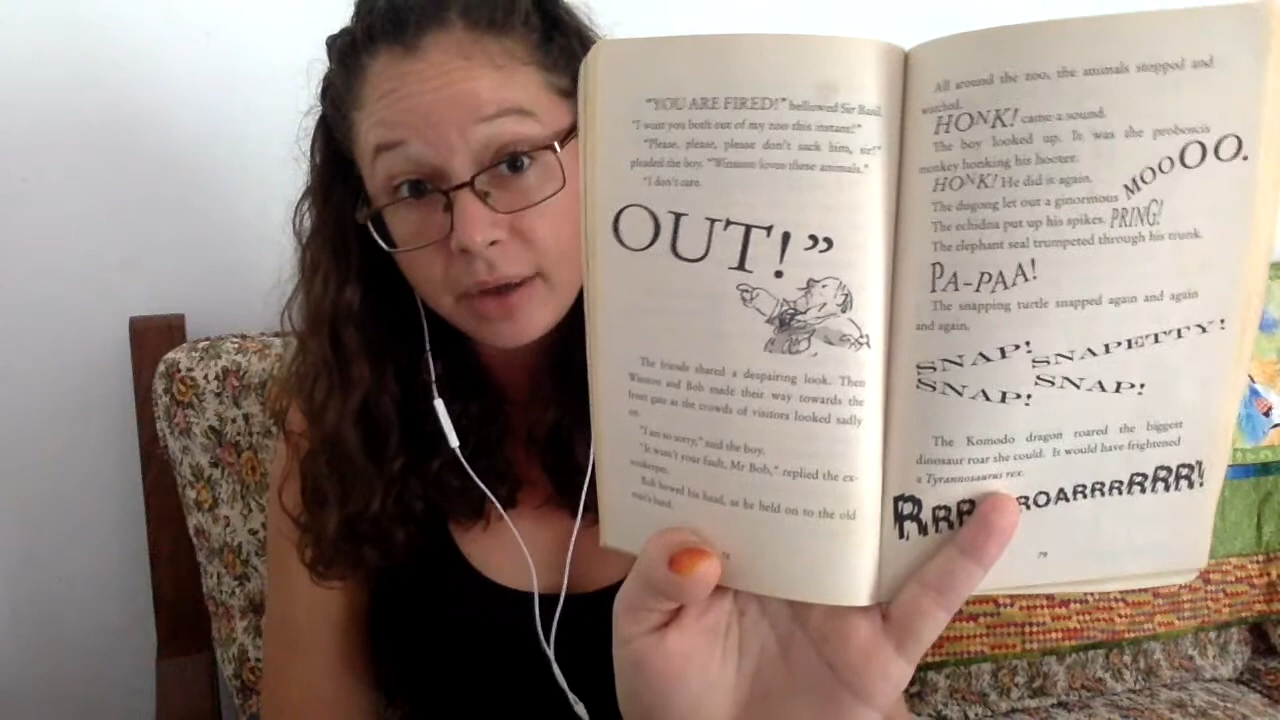 "YOU ARE FIRED!" bellowed Sir Basil.
"I want you both out of my zoo this instant!"
"Please, please, please don't sack him, sir!"
pleaded the boy. "Winston loves these animals."
"I don't care.
OUT!"
The friends shared a despairing look. Then
Winston and Bob made their way towards the
front gate as the crowds of visitors looked sadly
on.
"I am so sorry," said the boy.
"It wasn't your fault, Mr Bob," replied the ex-
zookeeper.
Bob bowed his head, as he held on to the old
man's hand.
All around the zoo, the animals stopped and
watched.
HONK! came a sound.
The boy looked up. It was the proboscis
monkey honking his hooter.
HONK! He did it again.
The dugong let out a ginormous MOOOOO.
The echidna put up his spikes. PRING!
The elephant seal trumpeted through his trunk.
PA-PAA!
The snapping turtle snapped again and again
and again.
SNAP! SNAPETTY!
SNAP! SNAP!
The Komodo dragon roared the biggest
dinosaur roar she could. It would have frightened
a Tyrannosaurus rex.
RRR ROARRRRRRR!
79